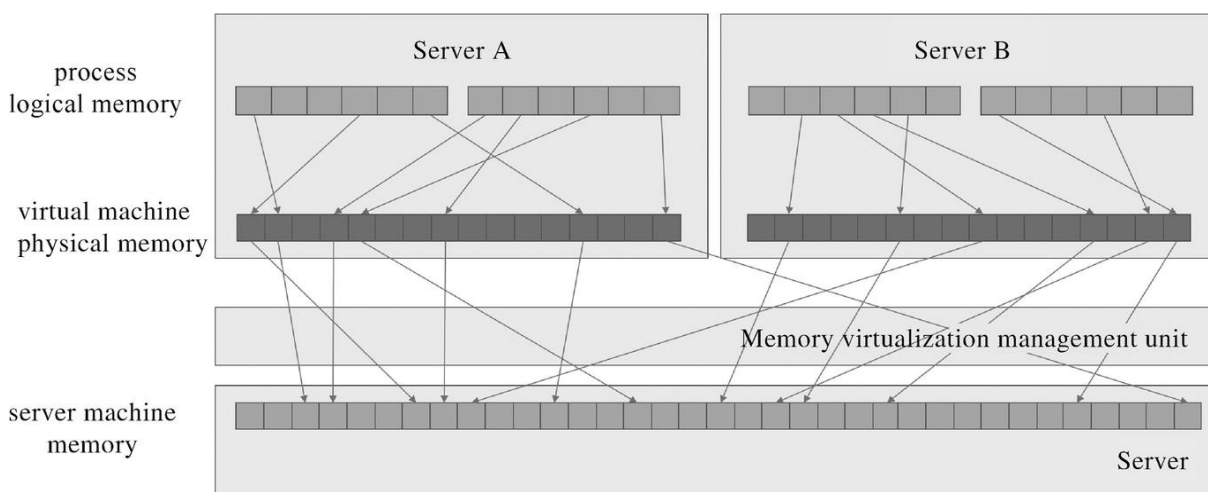 Server A
Server B
process
logical memory
virtual machine
physical memory
Memory virtualization management unit
server machine
memory
Server